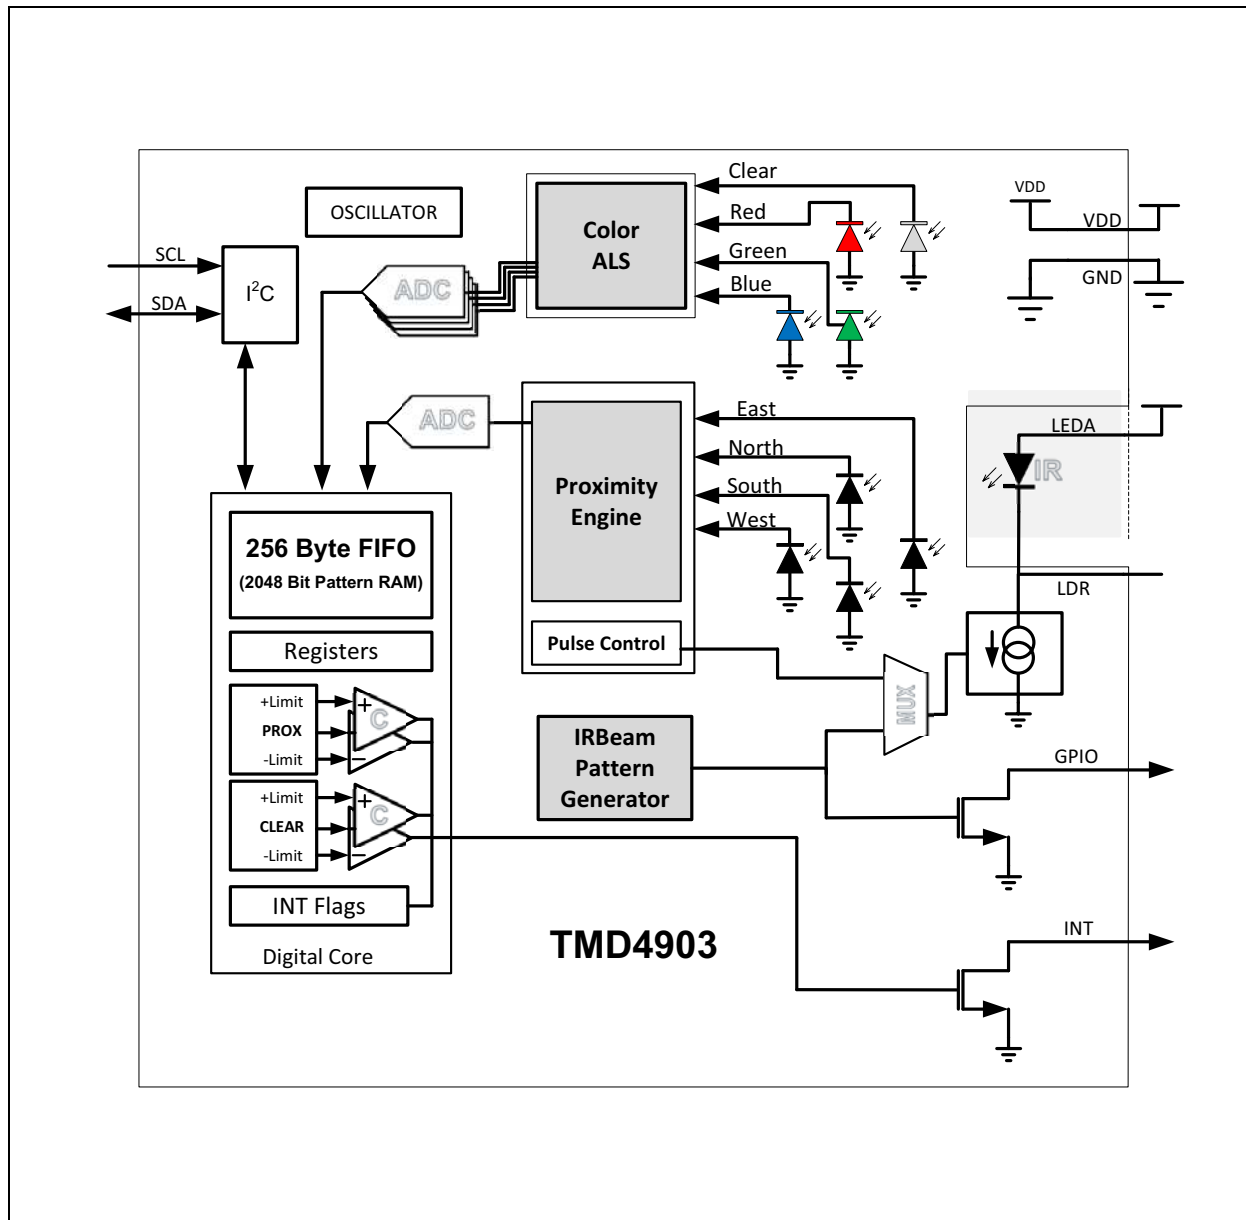 OSCILLATOR
SCL
SDA
I²C
ADC
Color
ALS
Clear
Red
Green
Blue
VDD
VDD
GND
ADC
Proximity
Engine
East
North
South
West
Pulse Control
LEDA
IR
LDR
256 Byte FIFO
(2048 Bit Pattern RAM)
Registers
+Limit
PROX
-Limit
+
C
−
+Limit
CLEAR
-Limit
+
C
−
INT Flags
Digital Core
IRBeam
Pattern
Generator
MUX
GPIO
INT
TMD4903